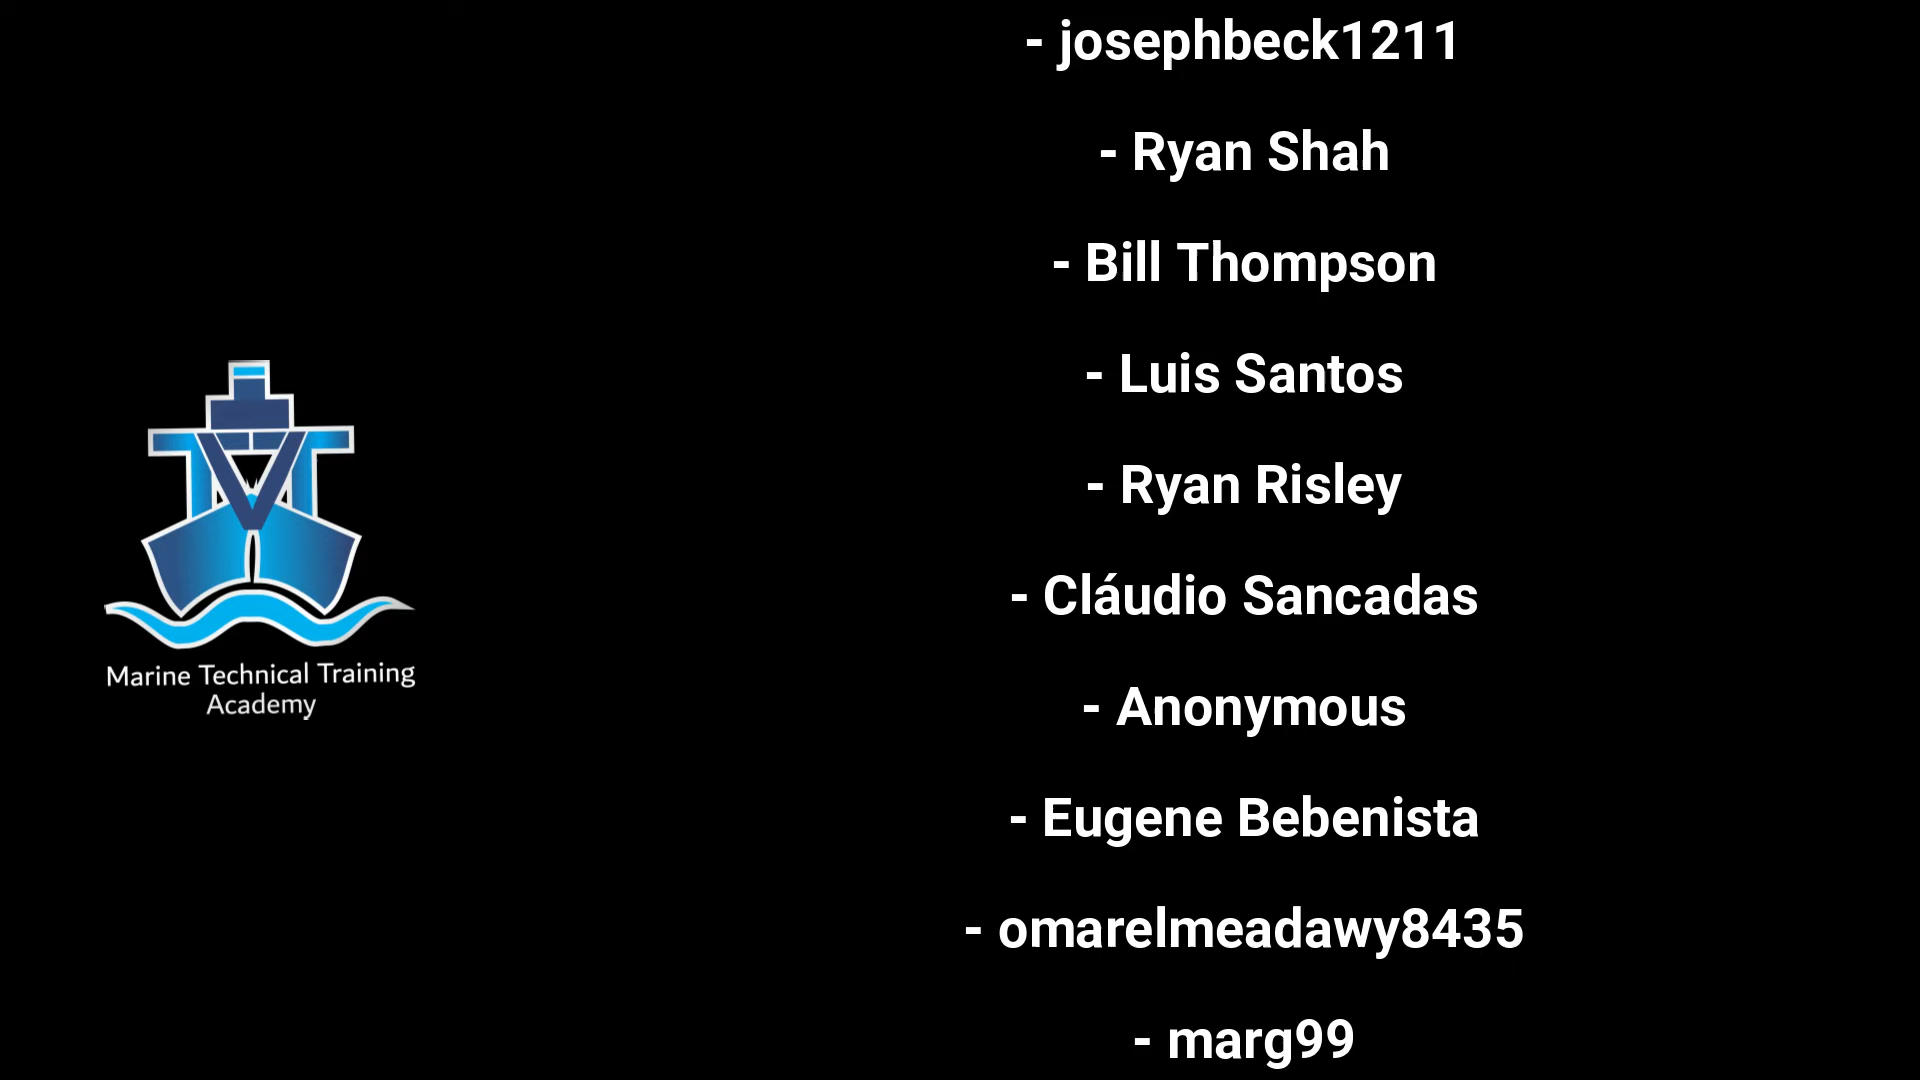 - josephbeck1211
- Ryan Shah
- Bill Thompson
- Luis Santos
- Ryan Risley
- Cláudio Sancadas
- Anonymous
- Eugene Bebenista
- omarelmeadawy8435
- marg99
Marine Technical Training
Academy